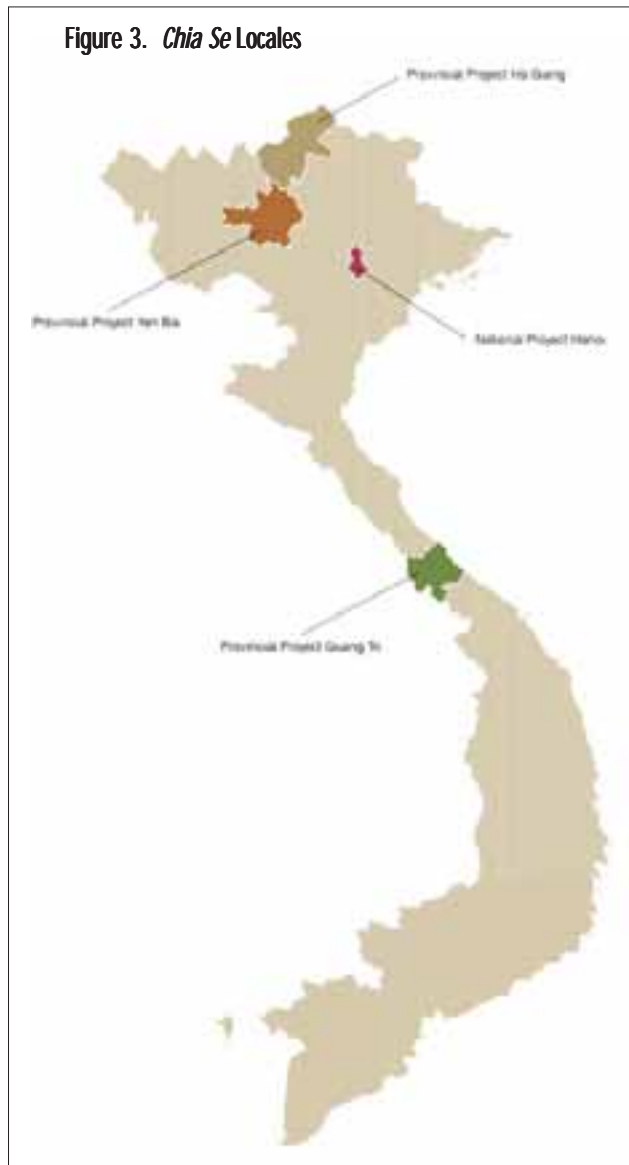 Figure 3. Chia Se Locales
Provincial Project Ha Giang
Provincial Project Yen Bai
National Project Hanoi
Provincial Project Quang Tri